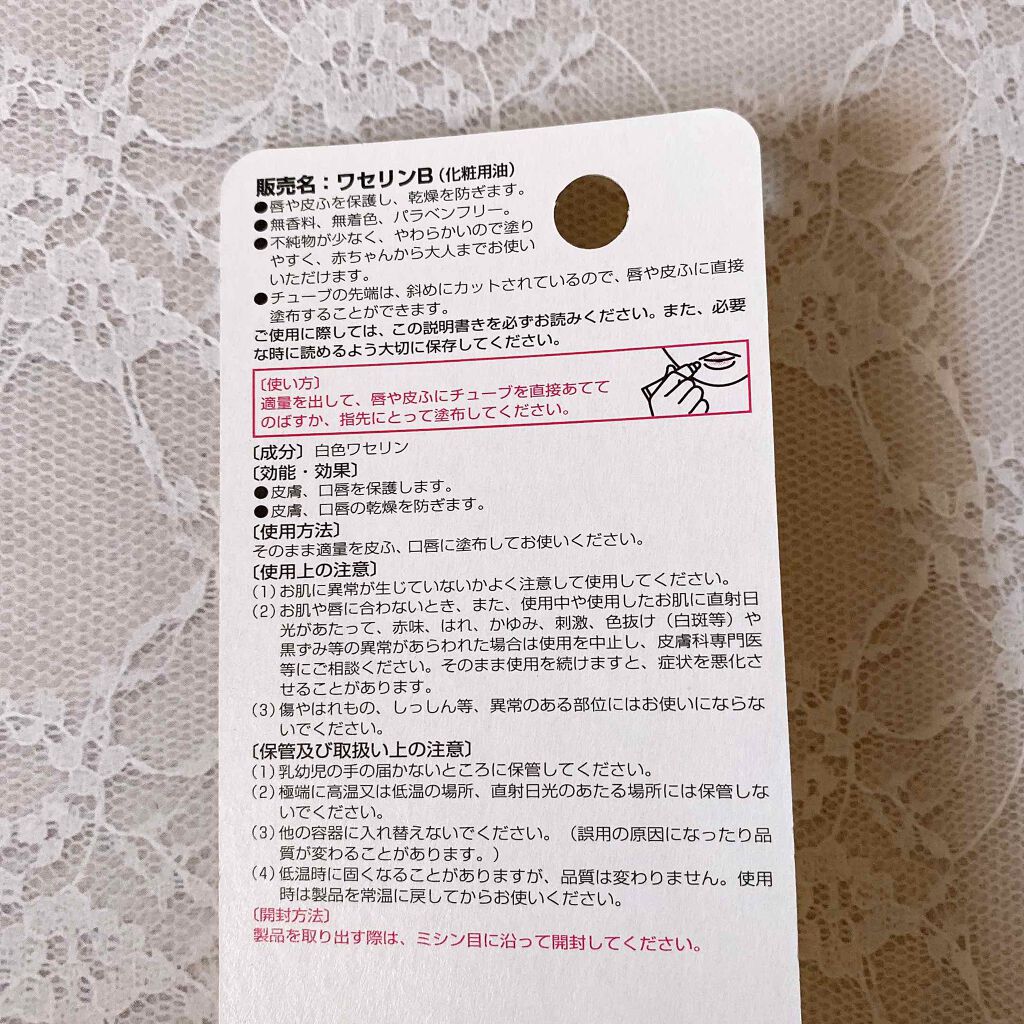 販売名：ワセリンB（化粧用油）
●唇や皮ふを保護し、乾燥を防ぎます。
●無香料、無着色、パラベンフリー。
●不純物が少なく、やわらかいので塗り
やすく、赤ちゃんから大人までお使い
いただけます。
●チューブの先端は、斜めにカットされているので、唇や皮ふに直接
塗布することができます。
ご使用に際しては、この説明書きを必ずお読みください。また、必要
な時に読めるよう大切に保存してください。
〔使い方〕
適量を出して、唇や皮ふにチューブを直接あてて
のばすか、指先にとって塗布してください。
〔成分〕白色ワセリン
〔効能・効果〕
●皮膚、口唇を保護します。
●皮膚、口唇の乾燥を防ぎます。
〔使用方法〕
そのまま適量を皮ふ、口唇に塗布してお使いください。
〔使用上の注意〕
（1）お肌に異常が生じていないかよく注意して使用してください。
（2）お肌や唇に合わないとき、また、使用中や使用したお肌に直射日
光があたって、赤味、はれ、かゆみ、刺激、色抜け（白斑等）や
黒ずみ等の異常があらわれた場合は使用を中止し、皮膚科専門医
等にご相談ください。そのまま使用を続けますと、症状を悪化さ
せることがあります。
（3）傷やはれもの、しっしん等、異常のある部位にはお使いにならな
いでください。
〔保管及び取扱い上の注意〕
（1）乳幼児の手の届かないところに保管してください。
（2）極端に高温又は低温の場所、直射日光のあたる場所には保管しな
いでください。
（3）他の容器に入れ替えないでください。（誤用の原因になったり品
質が変わることがあります。）
（4）低温時に固くなることがありますが、品質は変わりません。使用
時は製品を常温に戻してからお使いください。
〔開封方法〕
製品を取り出す際は、ミシン目に沿って開封してください。